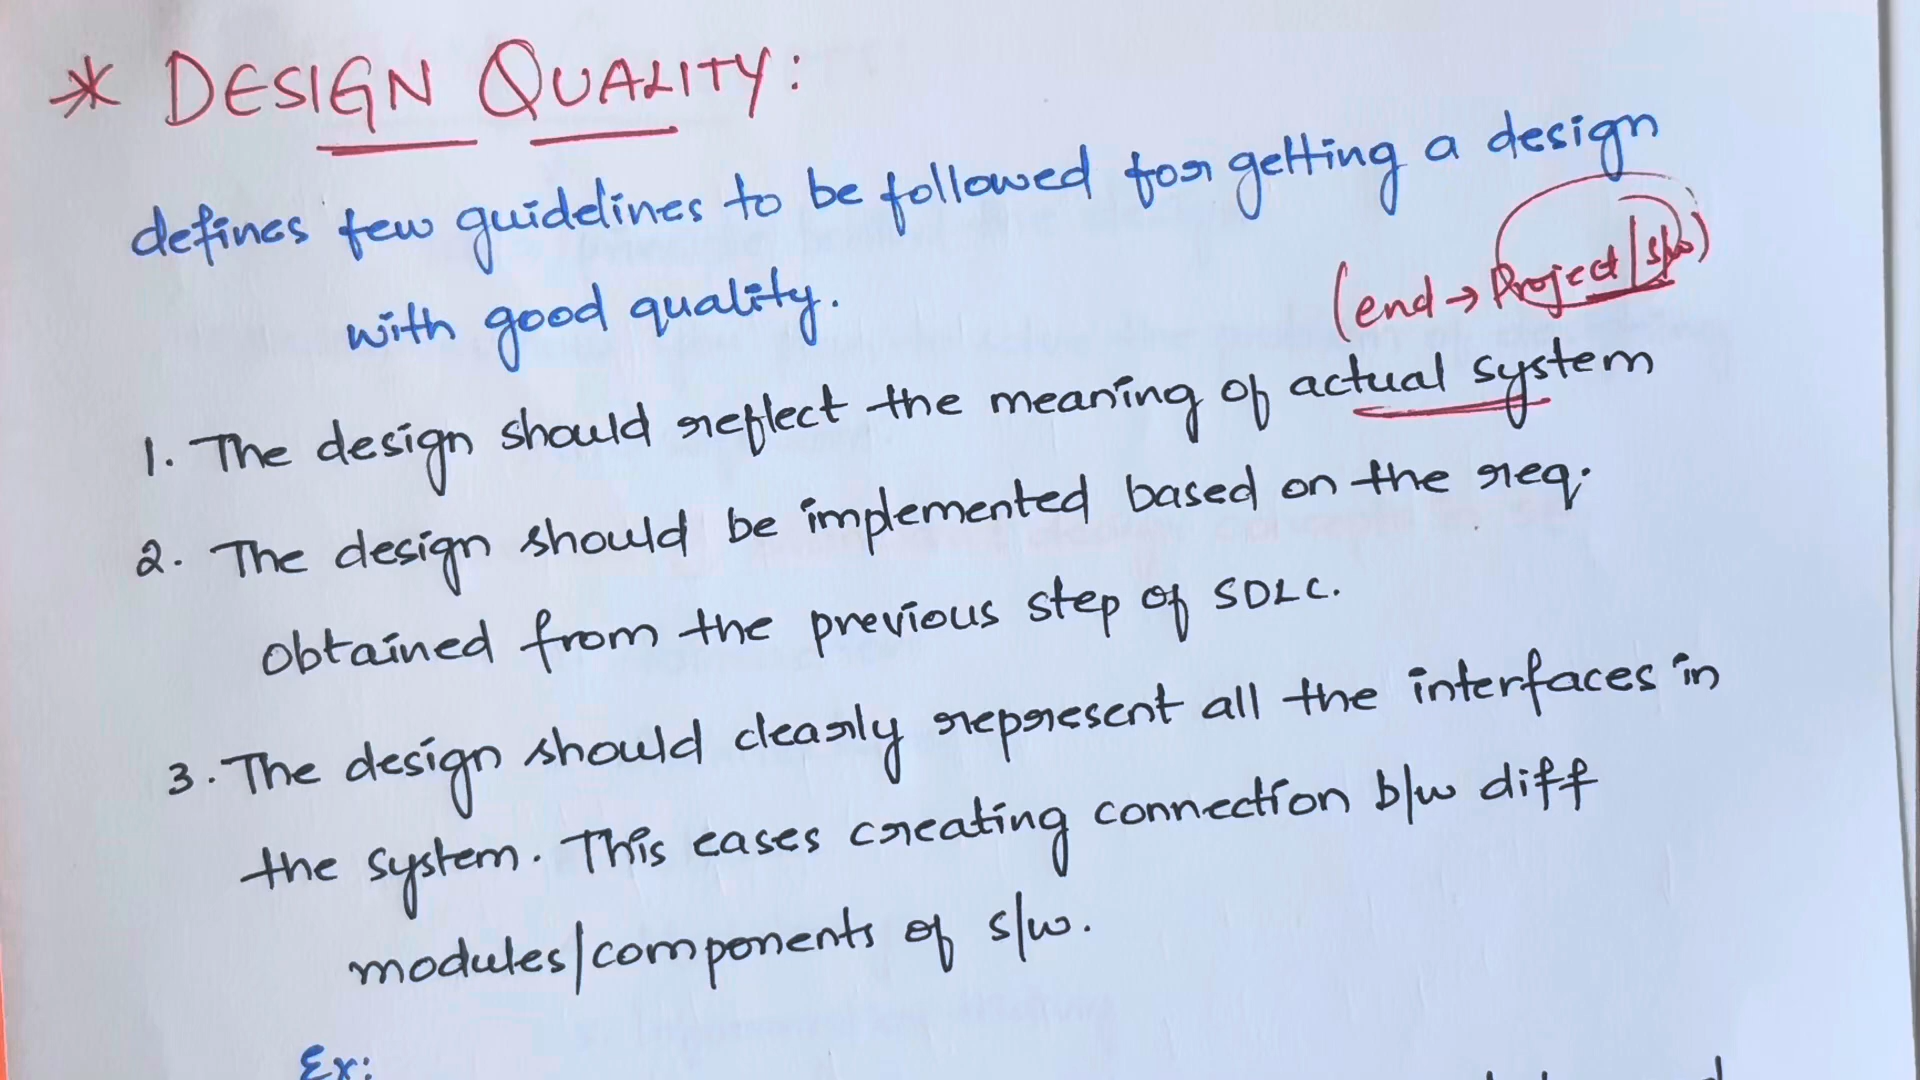 * DESIGN QUALITY:
defines few guidelines to be followed for getting a design
with good quality.
(end → Project/s/w)
1. The design should reflect the meaning of actual system
2. The design should be implemented based on the req.
obtained from the previous step of SDLC.
3. The design should clearly represent all the interfaces in
the system. This eases creating connection b/w diff
modules/components of s/w.
Ex: